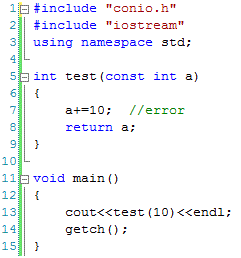 1 #include "conio.h"
2 #include "iostream"
3 using namespace std;
4
5 int test(const int a)
6 {
7     a+=10;  //error
8     return a;
9 }
10
11 void main()
12 {
13     cout<<test(10)<<endl;
14     getch();
15 }